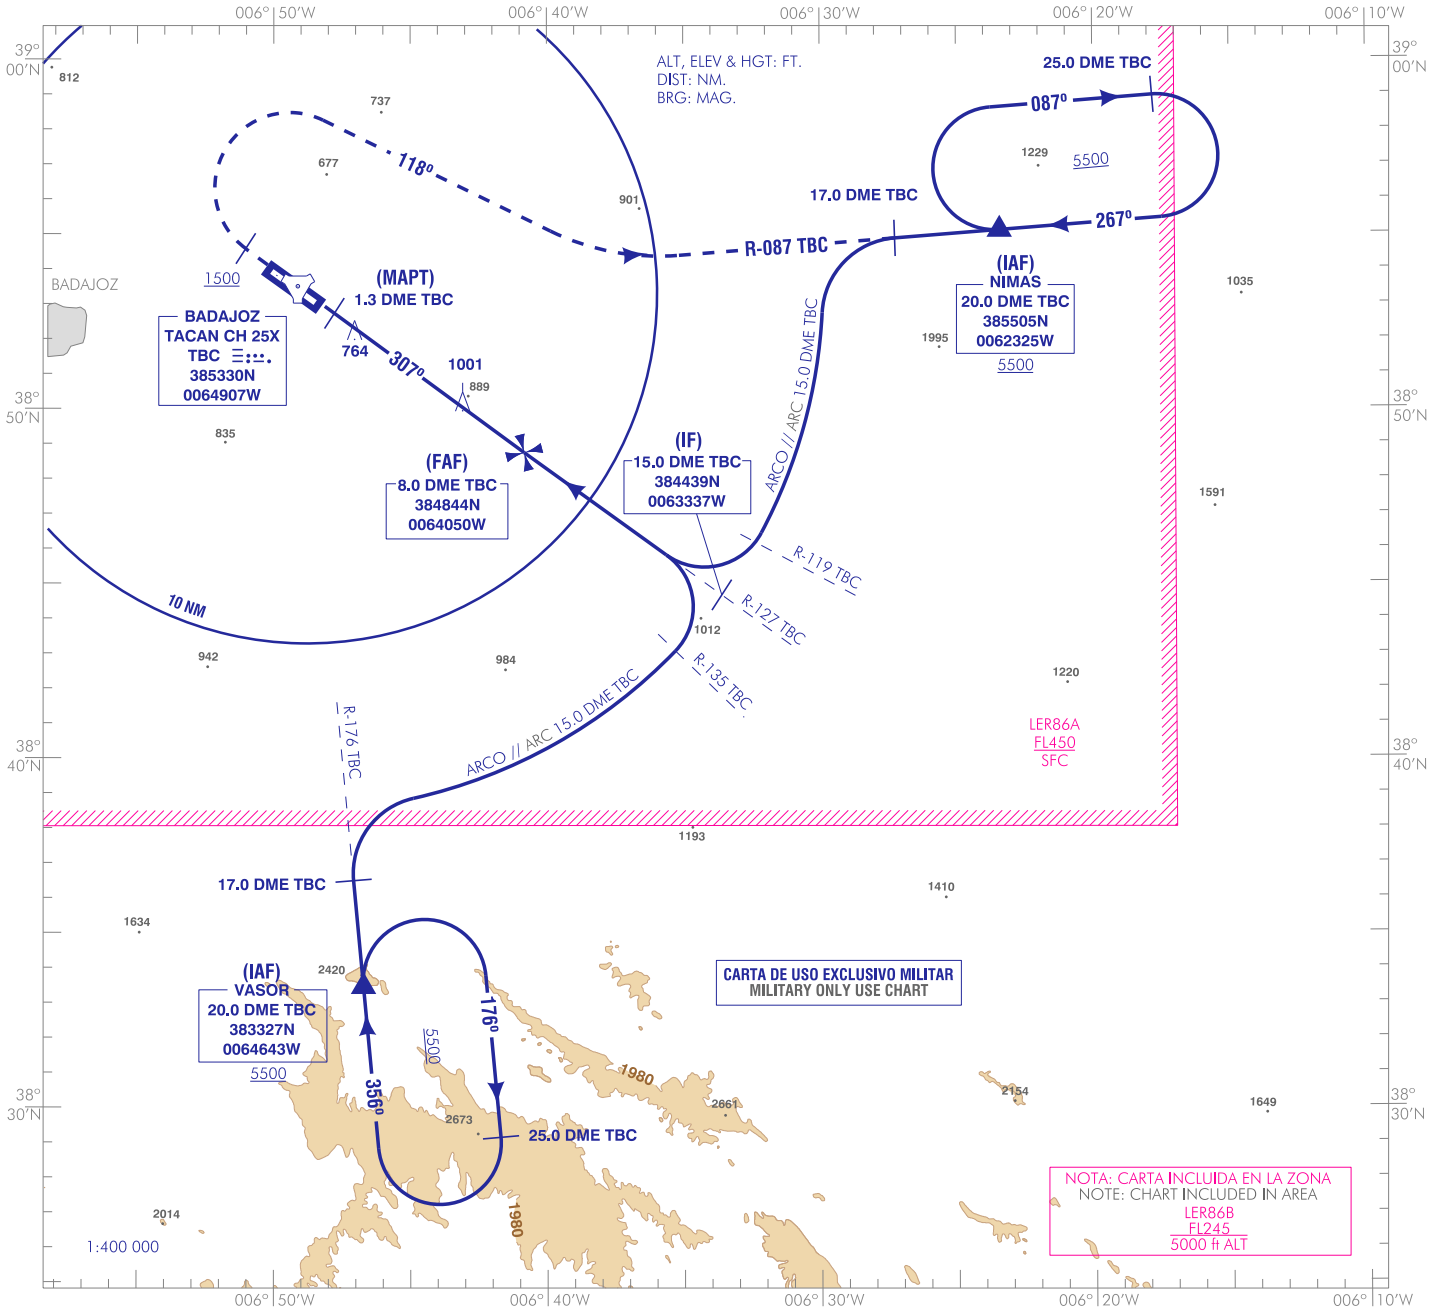 006°50'W
006°40'W
006°30'W
006°20'W
006°10'W
39°
00'N
39°
00'N
812
ALT, ELEV & HGT: FT.
DIST: NM.
BRG: MAG.
25.0 DME TBC
737
087°
118°
677
1229
5500
901
17.0 DME TBC
267°
R-087 TBC
1500
(MAPT)
1.3 DME TBC
(IAF)
NIMAS
20.0 DME TBC
385505N
0062325W
5500
1035
BADAJOZ
BADAJOZ
TACAN CH 25X
TBC
385330N
0064907W
764
307°
1001
889
1995
ARCO // ARC 15.0 DME TBC
38°
50'N
38°
50'N
835
(FAF)
8.0 DME TBC
384844N
0064050W
(IF)
15.0 DME TBC
384439N
0063337W
1591
R-119 TBC
R-127 TBC
R-135 TBC
10 NM
1012
942
984
1220
R-176 TBC
ARCO // ARC 15.0 DME TBC
LER86A
FL450
SFC
38°
40'N
38°
40'N
1193
17.0 DME TBC
1410
1634
2420
(IAF)
VASOR
20.0 DME TBC
383327N
0064643W
5500
176°
5500
356°
CARTA DE USO EXCLUSIVO MILITAR
MILITARY ONLY USE CHART
1980
2661
2154
1649
38°
30'N
38°
30'N
2673
25.0 DME TBC
1980
2014
1:400 000
NOTA: CARTA INCLUIDA EN LA ZONA
NOTE: CHART INCLUDED IN AREA
LER86B
FL245
5000 ft ALT
006°50'W
006°40'W
006°30'W
006°20'W
006°10'W